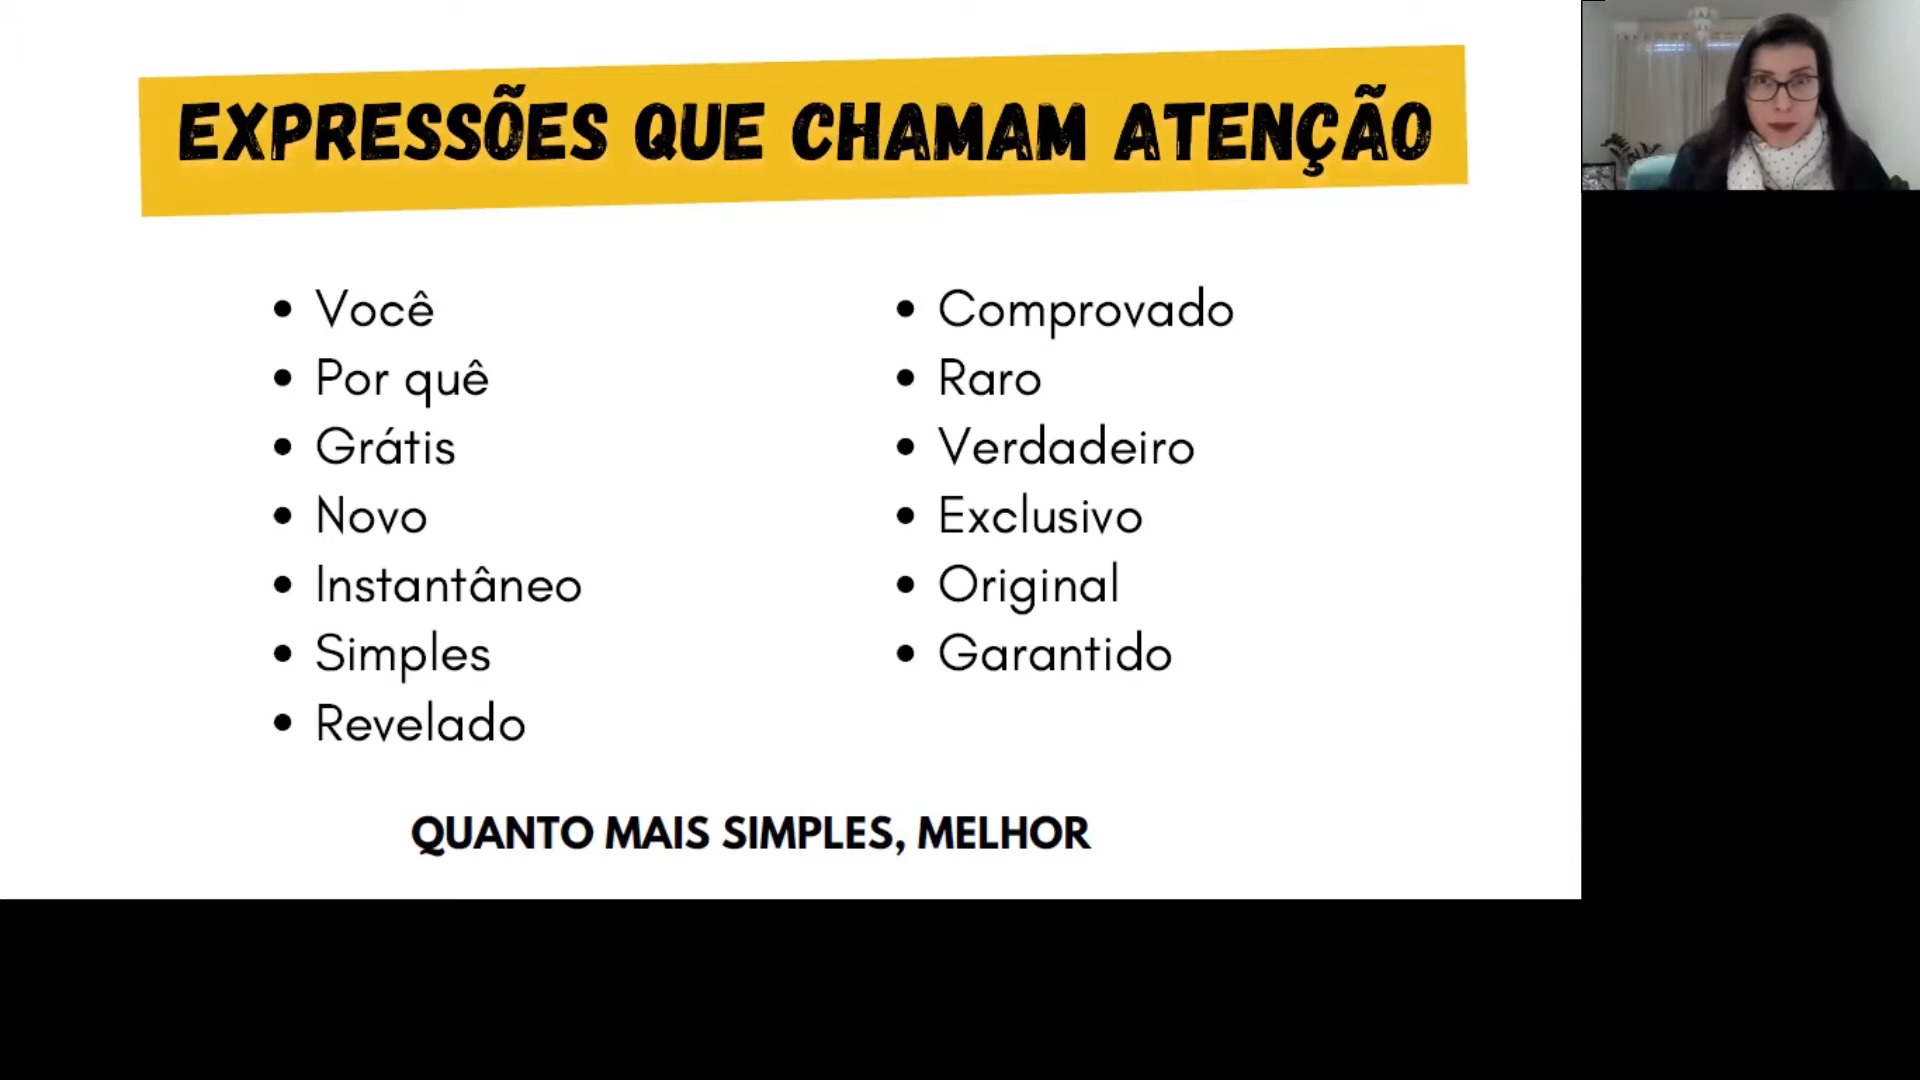 EXPRESSÕES QUE CHAMAM ATENÇÃO
• Você
• Por quê
• Grátis
• Novo
• Instantâneo
• Simples
• Revelado
• Comprovado
• Raro
• Verdadeiro
• Exclusivo
• Original
• Garantido
QUANTO MAIS SIMPLES, MELHOR